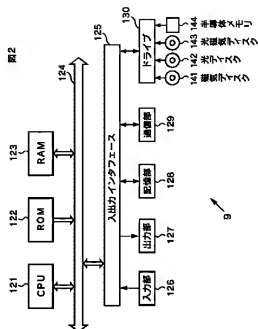 図2
121
CPU
122
ROM
123
RAM
124
125
入出力インタフェース
130
ドライブ
126
入力部
127
出力部
128
記憶部
129
通信部
141
磁気ディスク
142
光ディスク
143
光磁気ディスク
144
半導体メモリ
9